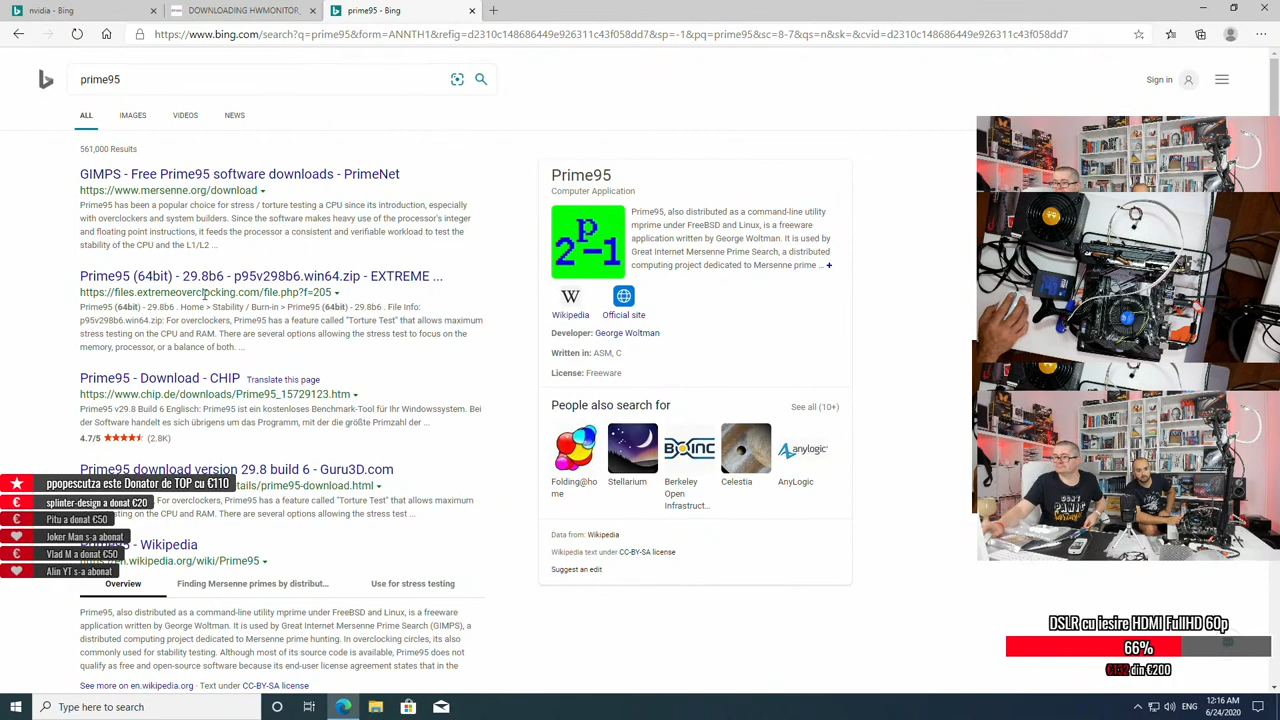 nvidia - Bing
DOWNLOADING HWMONITOR_
prime95 - Bing
https://www.bing.com/search?q=prime95&form=ANNTH1&refig=d2310c148686449e926311c43f058dd7&sp=-1&pq=prime95&sc=8-7&qs=n&sk=&cvid=d2310c148686449e926311c43f058dd7
prime95
Sign in
ALL
IMAGES
VIDEOS
NEWS
561,000 Results
GIMPS - Free Prime95 software downloads - PrimeNet
https://www.mersenne.org/download
Prime95 has been a popular choice for stress / torture testing a CPU since its introduction, especially
with overclockers and system builders. Since the software makes heavy use of the processor's integer
and floating point instructions, it feeds the processor a consistent and verifiable workload to test the
stability of the CPU and the L1/L2 ...
Prime95 (64bit) - 29.8b6 - p95v298b6.win64.zip - EXTREME ...
https://files.extremeoverclocking.com/file.php?f=205
Prime95 (64bit) - 29.8b6 · Home > Stability / Burn-in > Prime95 (64bit) - 29.8b6 . File Info:
p95v298b6.win64.zip: For overclockers, Prime95 has a feature called "Torture Test" that allows maximum
stress testing on the CPU and RAM. There are several options allowing the stress test to focus on the
memory, processor, or a balance of both. ...
Prime95 - Download - CHIP Translate this page
https://www.chip.de/downloads/Prime95_15729123.htm
Prime95 v29.8 Build 6 Englisch: Prime95 ist ein kostenloses Benchmark-Tool für Ihr Windowssystem. Bei
der Software handelt es sich übrigens um das Programm, mit der die größte Primzahl der ...
4.7/5 (2.8K)
Prime95 download version 29.8 build 6 - Guru3D.com
tails/prime95-download.html
For overclockers, Prime95 has a feature called "Torture Test" that allows maximum
sting on the CPU and RAM. There are several options allowing the stress test ...
- Wikipedia
en.wikipedia.org/wiki/Prime95
Overview
Finding Mersenne primes by distribut...
Use for stress testing
Prime95, also distributed as a command-line utility mprime under FreeBSD and Linux, is a freeware
application written by George Woltman. It is used by Great Internet Mersenne Prime Search (GIMPS), a
distributed computing project dedicated to Mersenne prime hunting. In overclocking circles, its also
commonly used for stability testing. Although most of its source code is available, Prime95 does not
qualify as free and open-source software because its end-user license agreement states that in the
See more on en.wikipedia.org · Text under CC-BY-SA license
Prime95
Computer Application
p
2 -1
Prime95, also distributed as a command-line utility
mprime under FreeBSD and Linux, is a freeware
application written by George Woltman. It is used by
Great Internet Mersenne Prime Search, a distributed
computing project dedicated to Mersenne prime ... +
W
Wikipedia
Official site
Developer: George Woltman
Written in: ASM, C
License: Freeware
People also search for
See all (10+)
BOINC
anylogic
Folding@home
Stellarium
Berkeley Open Infrastruct...
Celestia
AnyLogic
Data from: Wikipedia
Wikipedia text under CC-BY-SA license
Suggest an edit
ppopescutza este Donator de TOP cu €110
splinter-design a donat €20
Pitu a donat €50
Joker Man s-a abonat
Vlad M a donat €50
Alin YT s-a abonat
DON'T
PANIC
DSLR cu iesire HDMI FullHD 60p
66%
€132 din €200
Type here to search
ENG
12:16 AM
6/24/2020